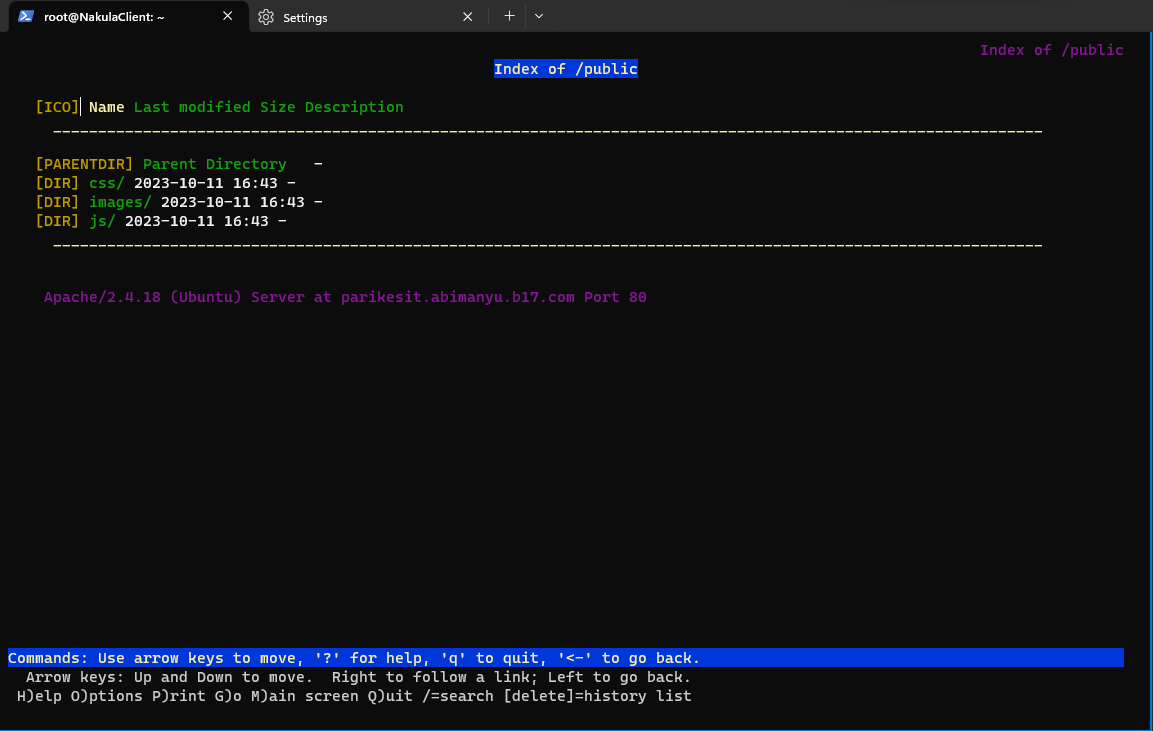 root@NakulaClient: ~
Settings
Index of /public
Index of /public
[ICO] Name Last modified Size Description
[PARENTDIR] Parent Directory   -
[DIR] css/ 2023-10-11 16:43 -
[DIR] images/ 2023-10-11 16:43 -
[DIR] js/ 2023-10-11 16:43 -
Apache/2.4.18 (Ubuntu) Server at parikesit.abimanyu.b17.com Port 80
Commands: Use arrow keys to move, '?' for help, 'q' to quit, '<-' to go back.
Arrow keys: Up and Down to move.  Right to follow a link; Left to go back.
H)elp O)ptions P)rint G)o M)ain screen Q)uit /=search [delete]=history list